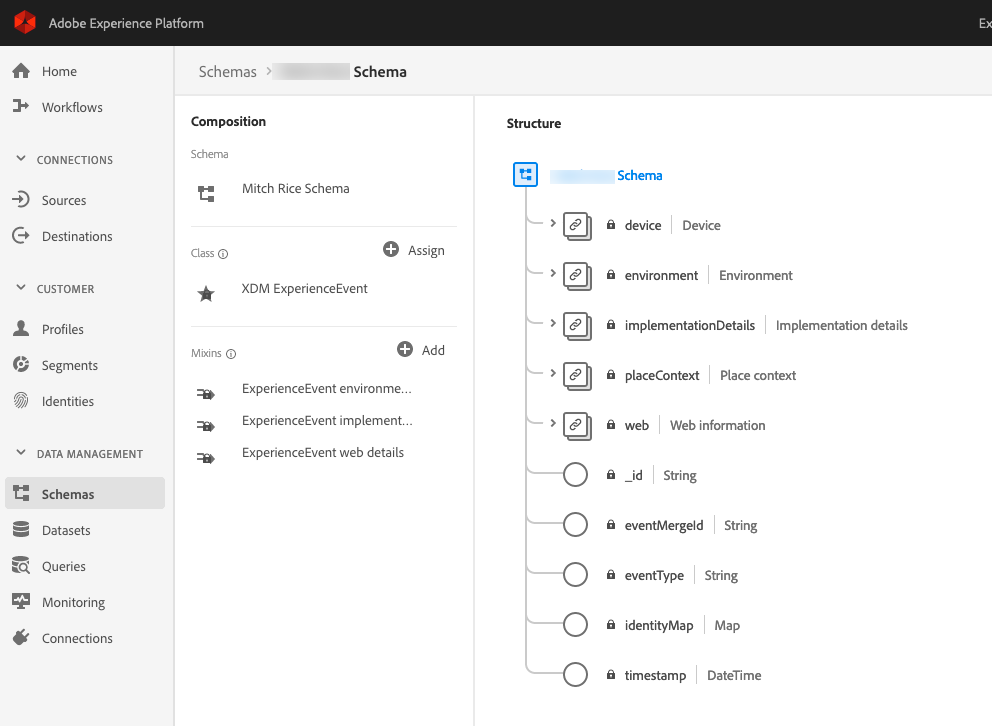 Adobe Experience Platform
Ex
Home
Workflows
CONNECTIONS
Sources
Destinations
CUSTOMER
Profiles
Segments
Identities
DATA MANAGEMENT
Schemas
Datasets
Queries
Monitoring
Connections
Schemas > Schema
Composition
Schema
Mitch Rice Schema
Class Assign
XDM ExperienceEvent
Mixins Add
ExperienceEvent environme...
ExperienceEvent implement...
ExperienceEvent web details
Structure
Schema
device Device
environment Environment
implementationDetails Implementation details
placeContext Place context
web Web information
_id String
eventMergeId String
eventType String
identityMap Map
timestamp DateTime